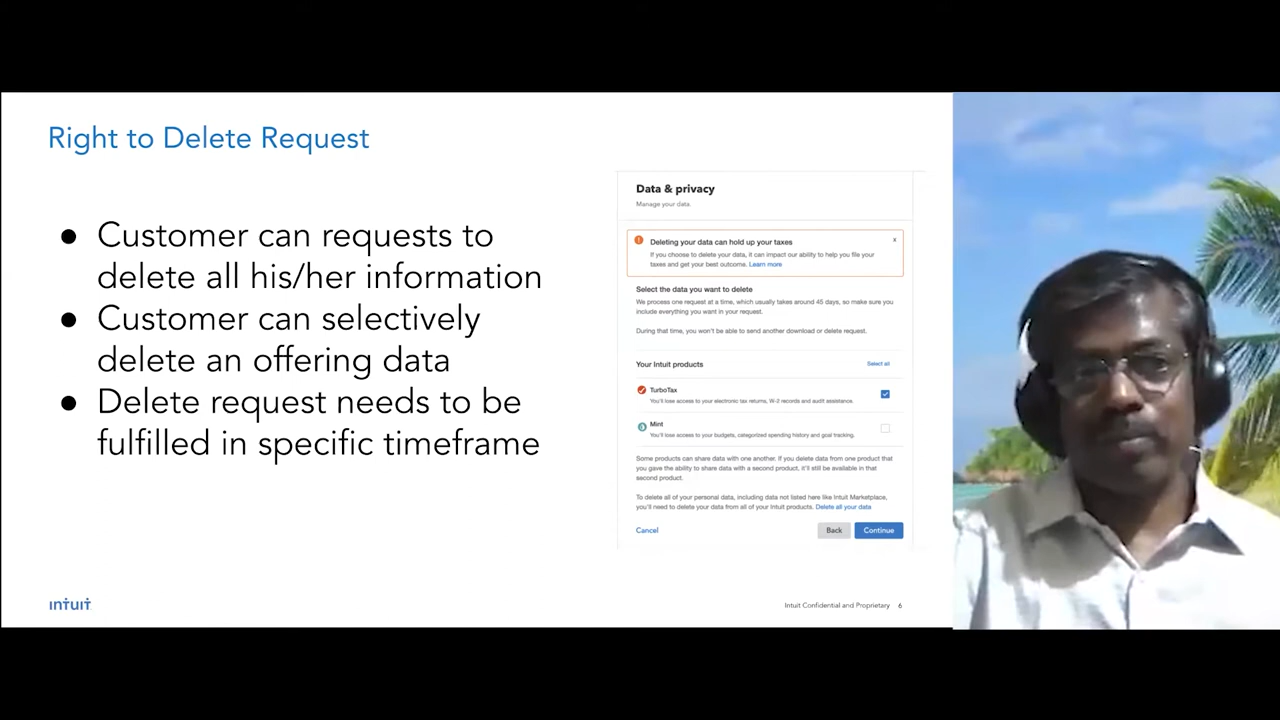 Right to Delete Request
● Customer can requests to
delete all his/her information
● Customer can selectively
delete an offering data
● Delete request needs to be
fulfilled in specific timeframe
Data & privacy
Manage your data.
Deleting your data can hold up your taxes
x
If you choose to delete your data, it can impact our ability to help you file your
taxes and get your best outcome. Learn more
Select the data you want to delete
We process one request at a time, which usually takes around 45 days, so make sure you
include everything you want in your request.
During that time, you won't be able to send another download or delete request.
Your Intuit products
Select all
TurboTax
You'll lose access to your electronic tax returns, W-2 records and audit assistance.
Mint
You'll lose access to your budgets, categorized spending history and goal tracking.
Some products can share data with one another. If you delete data from one product that
you gave the ability to share data with a second product, it'll still be available in that
second product.
To delete all of your personal data, including data not listed here like Intuit Marketplace,
you'll need to delete your data from all of your Intuit products. Delete all your data
Cancel
Back
Continue
INTUIT
Intuit Confidential and Proprietary 6